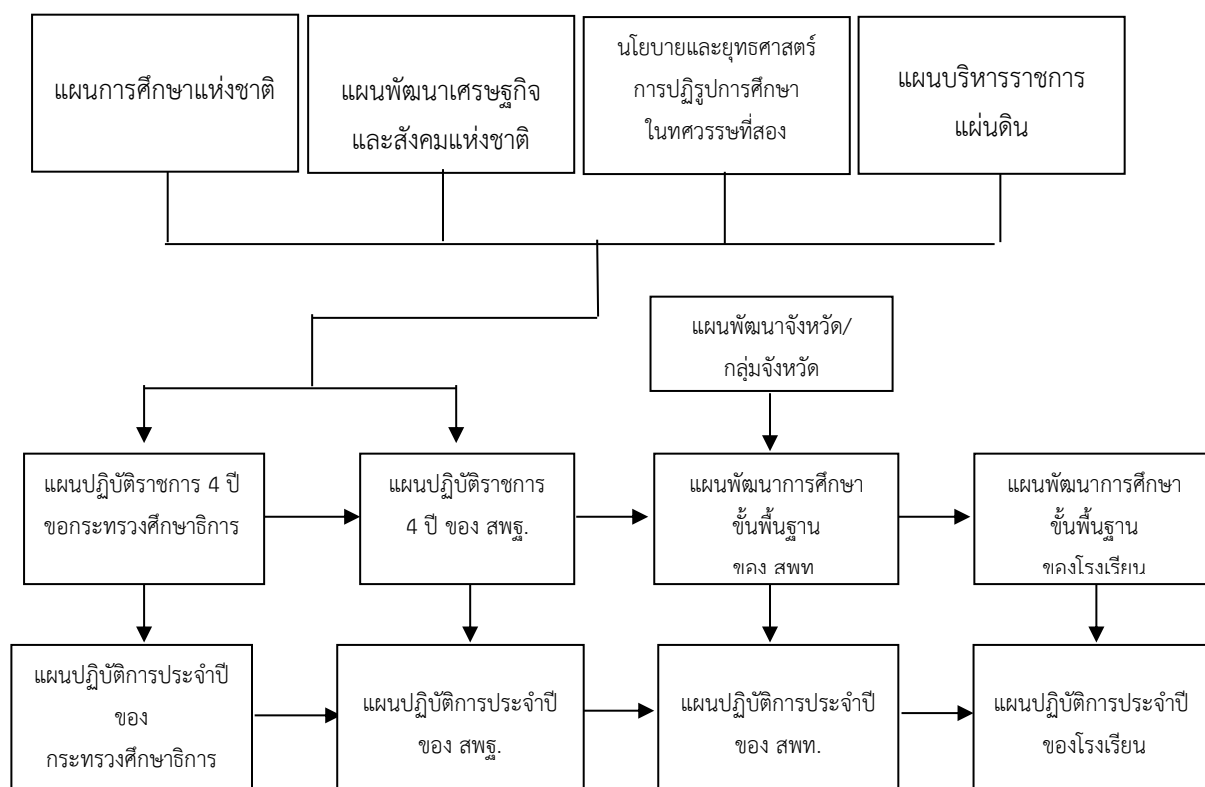 แผนการศึกษาแห่งชาติ
แผนพัฒนาเศรษฐกิจ
และสังคมแห่งชาติ
นโยบายและยุทธศาสตร์
การปฏิรูปการศึกษา
ในทศวรรษที่สอง
แผนบริหารราชการ
แผ่นดิน
แผนพัฒนาจังหวัด/
กลุ่มจังหวัด
แผนปฏิบัติราชการ 4 ปี
ขอกระทรวงศึกษาธิการ
แผนปฏิบัติราชการ
4 ปี ของ สพฐ.
แผนพัฒนาการศึกษา
ขั้นพื้นฐาน
ของ สพท
แผนพัฒนาการศึกษา
ขั้นพื้นฐาน
ของโรงเรียน
แผนปฏิบัติการประจำปี
ของ
กระทรวงศึกษาธิการ
แผนปฏิบัติการประจำปี
ของ สพฐ.
แผนปฏิบัติการประจำปี
ของ สพท.
แผนปฏิบัติการประจำปี
ของโรงเรียน